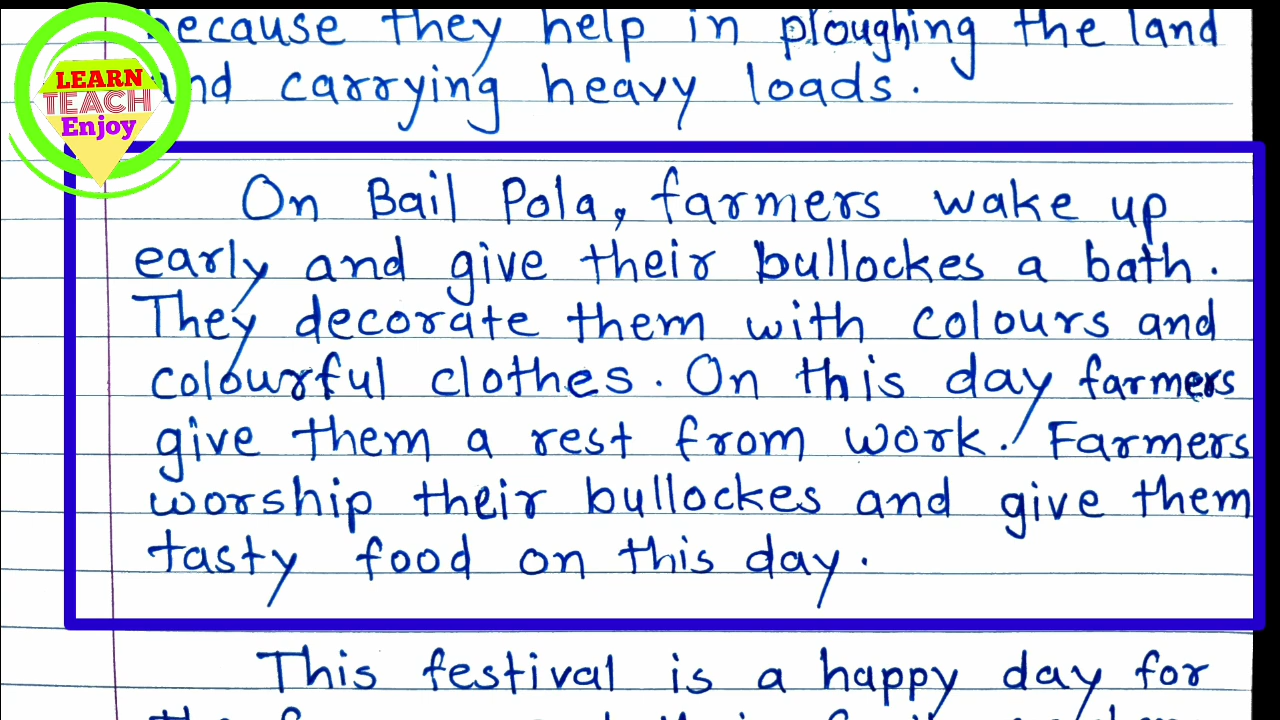 because they help in ploughing the land
and carrying heavy loads.
LEARN
TEACH
Enjoy
On Bail Pola, farmers wake up
early and give their bullockes a bath.
They decorate them with colours and
colourful clothes. On this day farmers
give them a rest from work. Farmers
worship their bullockes and give them
tasty food on this day.
This festival is a happy day for